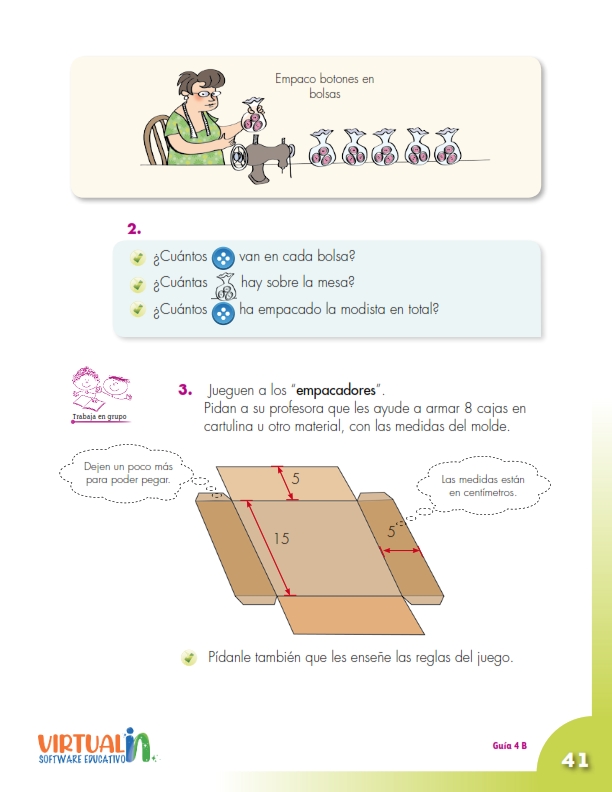 Empaco botones en
bolsas
2.
¿Cuántos van en cada bolsa?
¿Cuántas hay sobre la mesa?
¿Cuántos ha empacado la modista en total?
Trabaja en grupo
3. Jueguen a los “empacadores”.
Pidan a su profesora que les ayude a armar 8 cajas en
cartulina u otro material, con las medidas del molde.
Dejen un poco más
para poder pegar.
Las medidas están
en centímetros.
5
15
5
Pídanle también que les enseñe las reglas del juego.
VIRTUALin
SOFTWARE EDUCATIVO
Guía 4 B
41